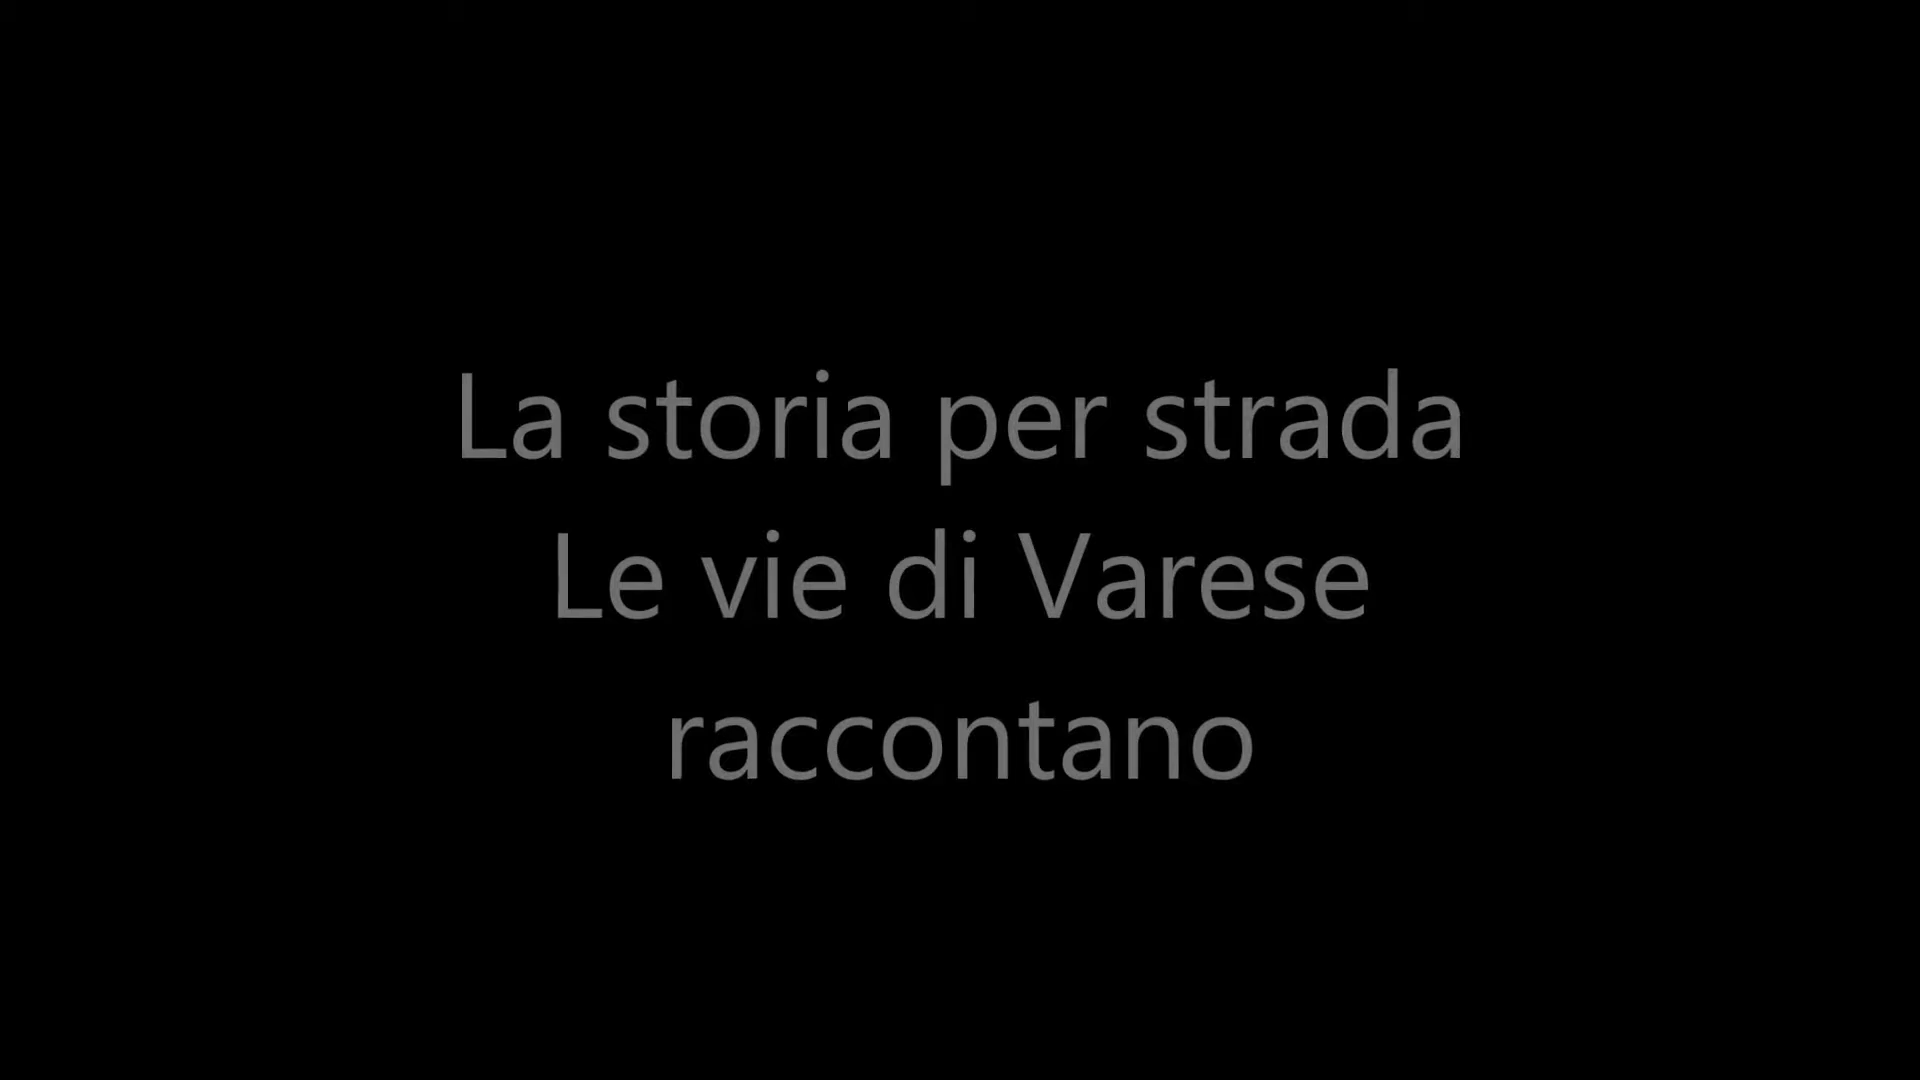 La storia per strada
Le vie di Varese
raccontano